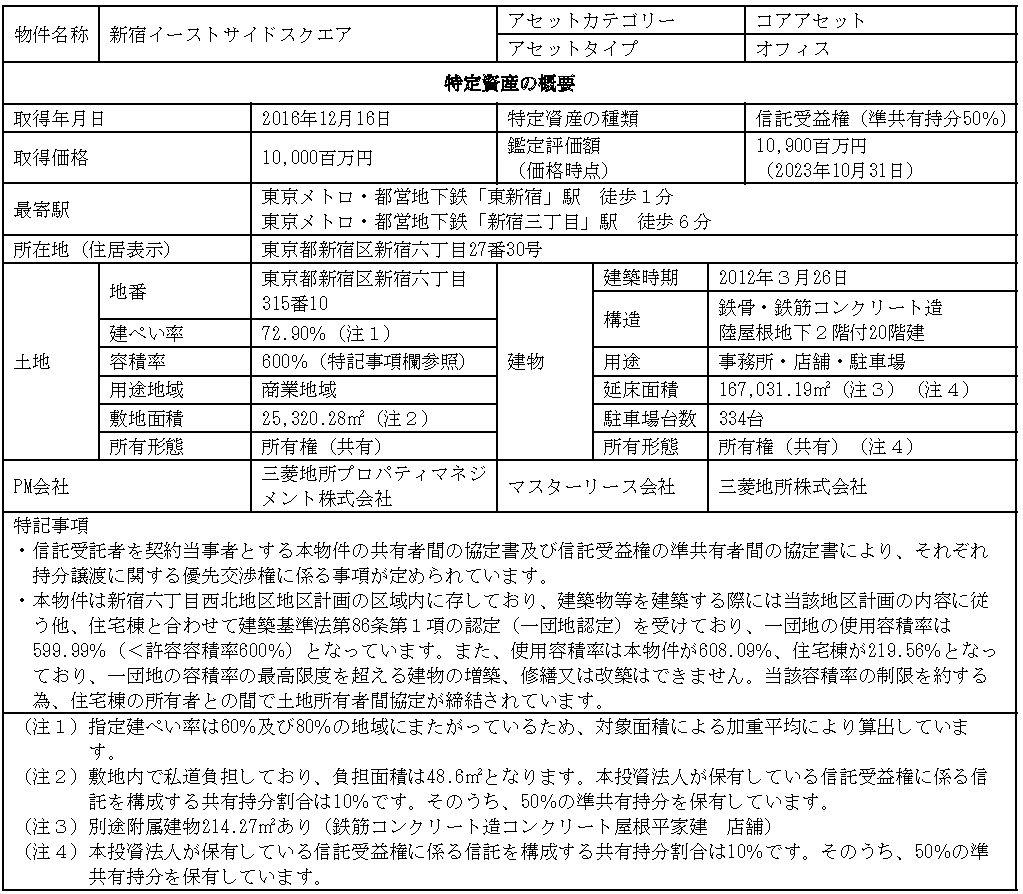 物件名称 新宿イーストサイドスクエア アセットカテゴリー コアアセット
アセットタイプ オフィス
特定資産の概要
取得年月日 2016年12月16日 特定資産の種類 信託受益権（準共有持分50％）
取得価格 10,000百万円 鑑定評価額 10,900百万円
（価格時点） （2023年10月31日）
最寄駅 東京メトロ・都営地下鉄「東新宿」駅　徒歩１分
東京メトロ・都営地下鉄「新宿三丁目」駅　徒歩６分
所在地（住居表示） 東京都新宿区新宿六丁目27番30号
土地 地番 東京都新宿区新宿六丁目
315番10
建ぺい率 72.90％（注１）
容積率 600％（特記事項欄参照）
用途地域 商業地域
敷地面積 25,320.28㎡（注２）
所有形態 所有権（共有）
建物 建築時期 2012年３月26日
構造 鉄骨・鉄筋コンクリート造
陸屋根地下２階付20階建
用途 事務所・店舗・駐車場
延床面積 167,031.19㎡（注３）（注４）
駐車場台数 334台
所有形態 所有権（共有）（注４）
PM会社 三菱地所プロパティマネジ
メント株式会社
マスターリース会社 三菱地所株式会社
特記事項
・信託受託者を契約当事者とする本物件の共有者間の協定書及び信託受益権の準共有者間の協定書により、それぞれ
持分譲渡に関する優先交渉権に係る事項が定められています。
・本物件は新宿六丁目西北地区地区計画の区域内に存しており、建築物等を建築する際には当該地区計画の内容に従
う他、住宅棟と合わせて建築基準法第86条第１項の認定（一団地認定）を受けており、一団地の使用容積率は
599.99％（＜許容容積率600％）となっています。また、使用容積率は本物件が608.09％、住宅棟が219.56％となっ
ており、一団地の容積率の最高限度を超える建物の増築、修繕又は改築はできません。当該容積率の制限を約する
為、住宅棟の所有者との間で土地所有者間協定が締結されています。
（注１）指定建ぺい率は60％及び80％の地域にまたがっているため、対象面積による加重平均により算出していま
す。
（注２）敷地内で私道負担しており、負担面積は48.6㎡となります。本投資法人が保有している信託受益権に係る信
託を構成する共有持分割合は10％です。そのうち、50％の準共有持分を保有しています。
（注３）別途附属建物214.27㎡あり（鉄筋コンクリート造コンクリート屋根平家建　店舗）
（注４）本投資法人が保有している信託受益権に係る信託を構成する共有持分割合は10％です。そのうち、50％の準
共有持分を保有しています。